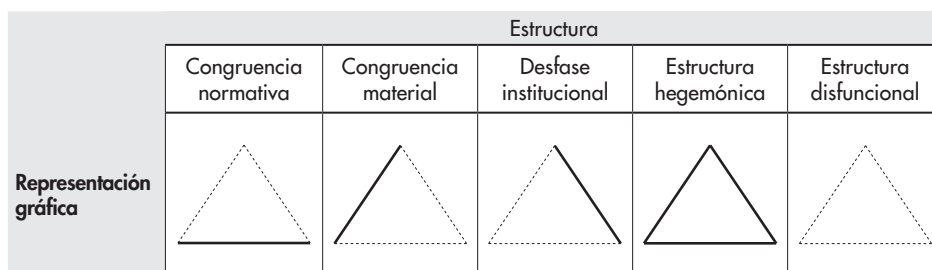 Estructura
Congruencia normativa
Congruencia material
Desfase institucional
Estructura hegemónica
Estructura disfuncional
Representación
gráfica